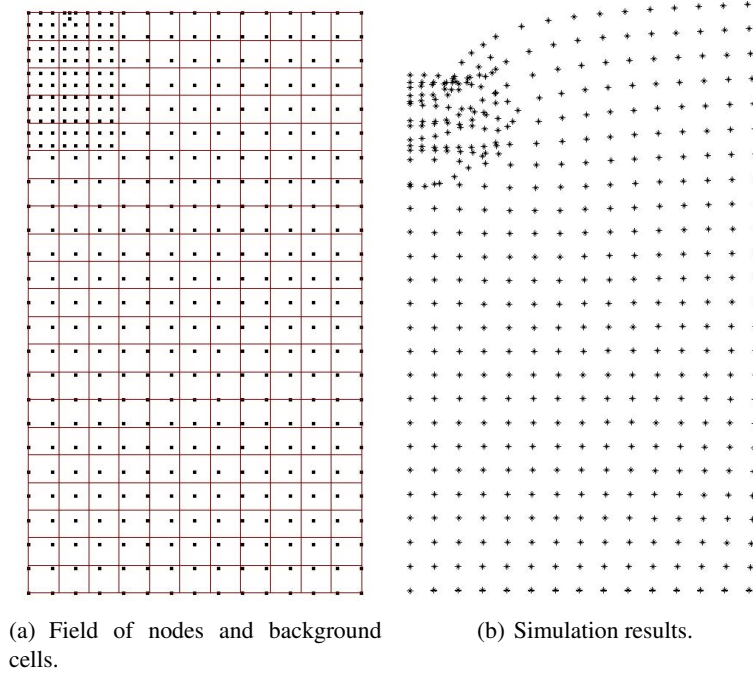 (a) Field of nodes and background
cells.
(b) Simulation results.